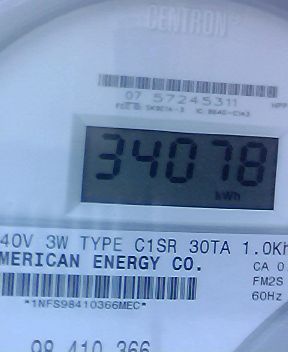 CENTRON
07 57245311
34078
kWh
40V 3W TYPE C1SR 30TA 1.0Kh
MERICAN ENERGY CO.
CA 0.
FM2S
60Hz
*1NFS98410366MEC*
98 410 366